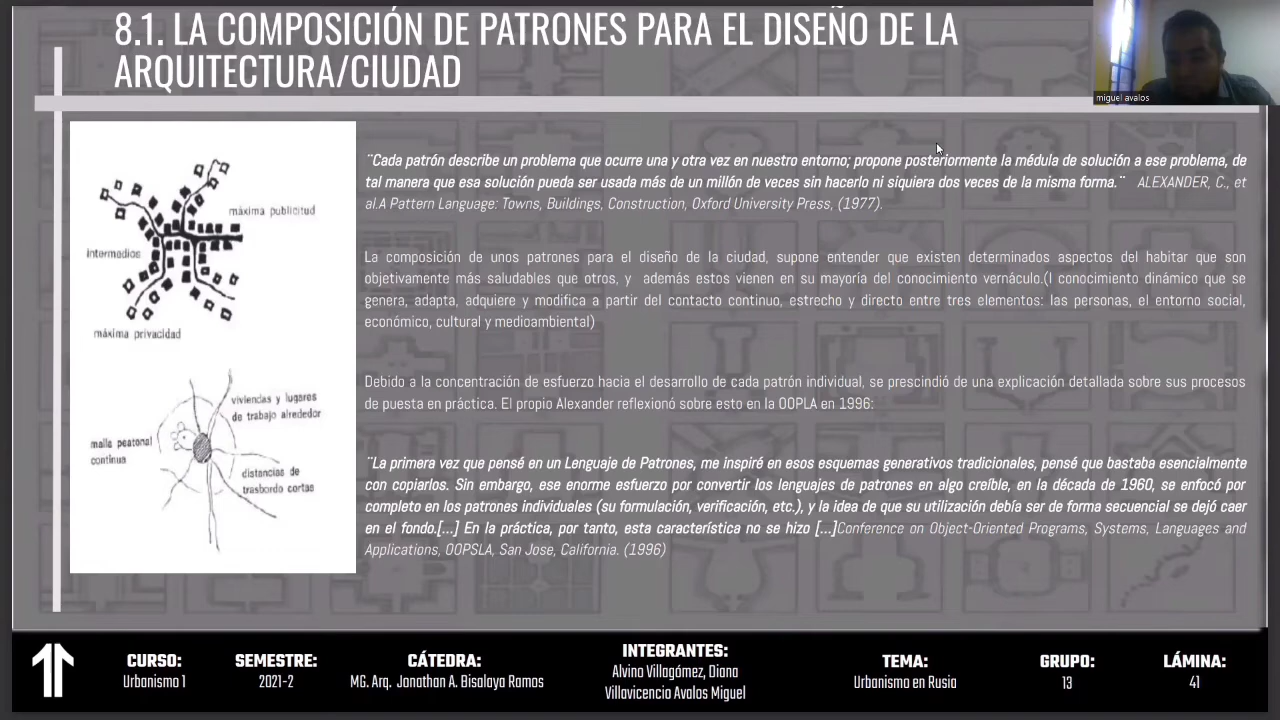 8.1. LA COMPOSICIÓN DE PATRONES PARA EL DISEÑO DE LA
ARQUITECTURA/CIUDAD
miguel avalos
máxima publicitud
intermedios
máxima privacidad
viviendas y lugares
de trabajo alrededor
malla peatonal
continua
distancias de
trasbordo cortas
¨Cada patrón describe un problema que ocurre una y otra vez en nuestro entorno; propone posteriormente la médula de solución a ese problema, de
tal manera que esa solución pueda ser usada más de un millón de veces sin hacerlo ni siquiera dos veces de la misma forma.¨ ALEXANDER, C., et
al.A Pattern Language: Towns, Buildings, Construction, Oxford University Press, (1977).
La composición de unos patrones para el diseño de la ciudad, supone entender que existen determinados aspectos del habitar que son
objetivamente más saludables que otros, y además estos vienen en su mayoría del conocimiento vernáculo.(l conocimiento dinámico que se
genera, adapta, adquiere y modifica a partir del contacto continuo, estrecho y directo entre tres elementos: las personas, el entorno social,
económico, cultural y medioambiental)
Debido a la concentración de esfuerzo hacia el desarrollo de cada patrón individual, se prescindió de una explicación detallada sobre sus procesos
de puesta en práctica. El propio Alexander reflexionó sobre esto en la OOPLA en 1996:
¨La primera vez que pensé en un Lenguaje de Patrones, me inspiré en esos esquemas generativos tradicionales, pensé que bastaba esencialmente
con copiarlos. Sin embargo, ese enorme esfuerzo por convertir los lenguajes de patrones en algo creíble, en la década de 1960, se enfocó por
completo en los patrones individuales (su formulación, verificación, etc.), y la idea de que su utilización debía ser de forma secuencial se dejó caer
en el fondo.[...] En la práctica, por tanto, esta característica no se hizo [...]Conference on Object-Oriented Programs, Systems, Languages and
Applications, OOPSLA, San Jose, California. (1996)
CURSO:
Urbanismo 1
SEMESTRE:
2021-2
CÁTEDRA:
MG. Arq. Jonathan A. Bisalaya Ramos
INTEGRANTES:
Alvino Villogómez, Diana
Villavicencio Avalos Miguel
TEMA:
Urbanismo en Rusia
GRUPO:
13
LÁMINA:
41